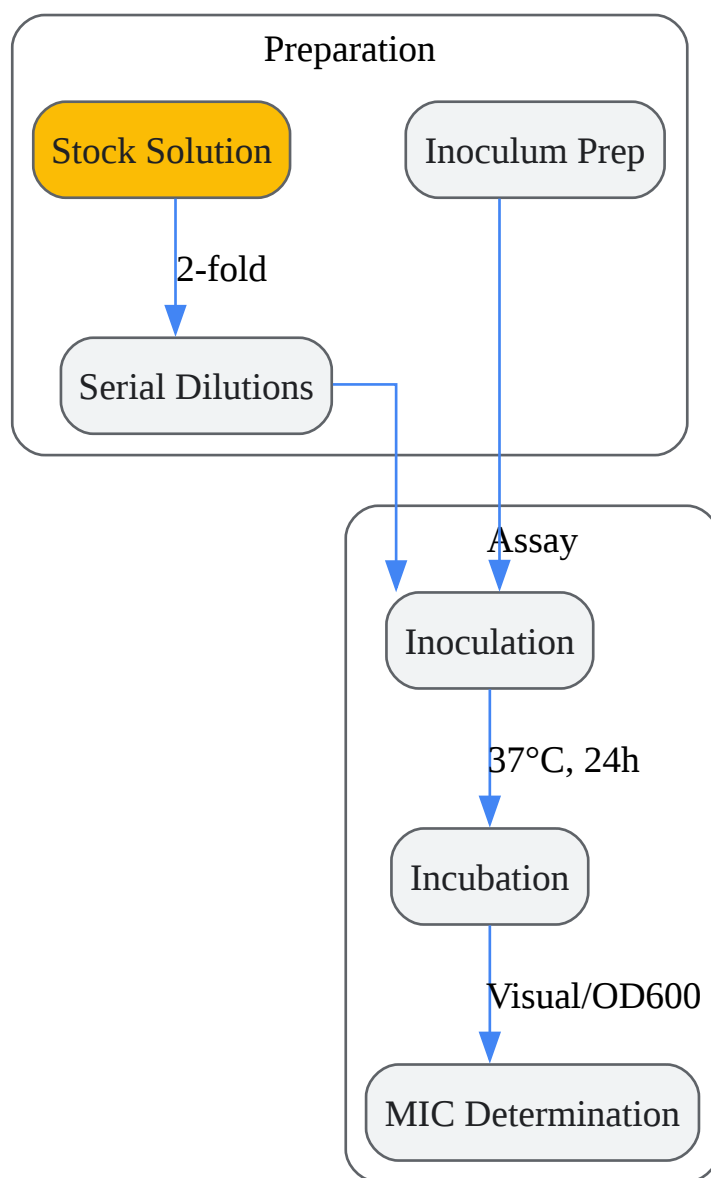 Preparation
Stock Solution
Inoculum Prep
2-fold
Serial Dilutions
Assay
Inoculation
37°C, 24h
Incubation
Visual/OD600
MIC Determination